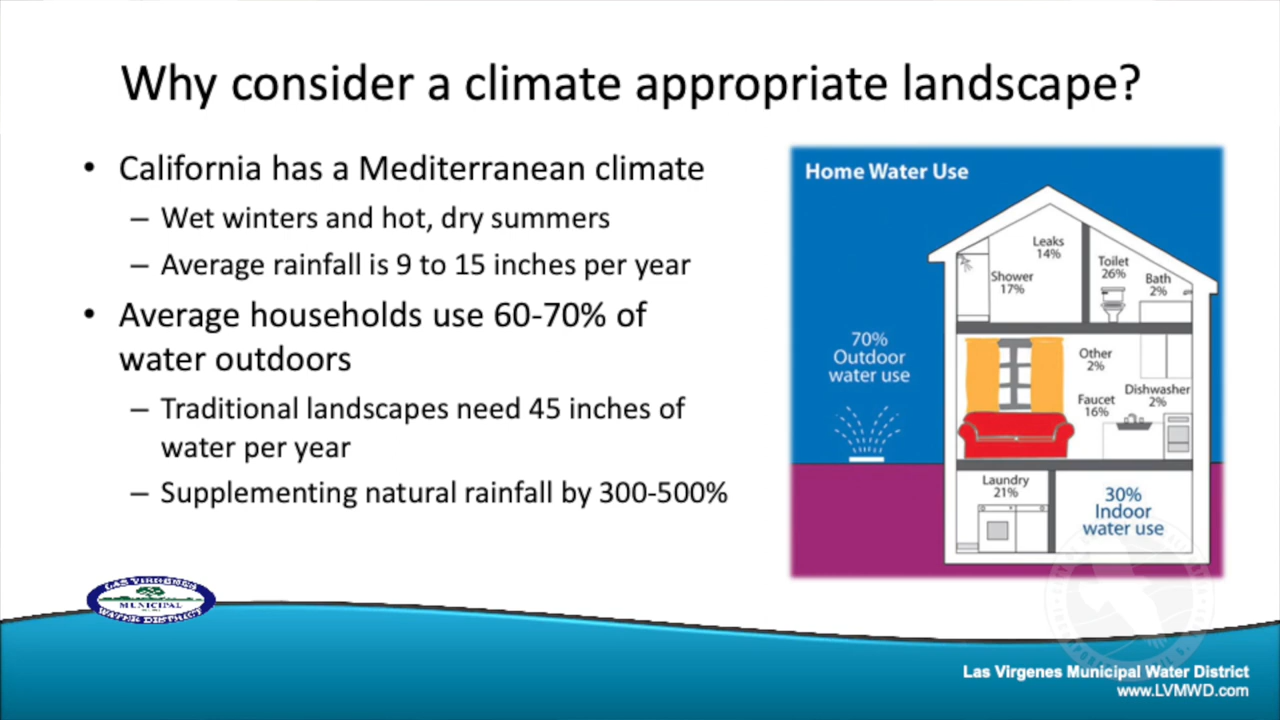 Why consider a climate appropriate landscape?
• California has a Mediterranean climate
– Wet winters and hot, dry summers
– Average rainfall is 9 to 15 inches per year
• Average households use 60-70% of
water outdoors
– Traditional landscapes need 45 inches of
water per year
– Supplementing natural rainfall by 300-500%
Home Water Use
Leaks
14%
Shower
17%
Toilet
26%
Bath
2%
70%
Outdoor
water use
Other
2%
Dishwasher
2%
Faucet
16%
Laundry
21%
30%
Indoor
water use
LAS VIRGENES
MUNICIPAL
WATER DISTRICT
Las Virgenes Municipal Water District
www.LVMWD.com